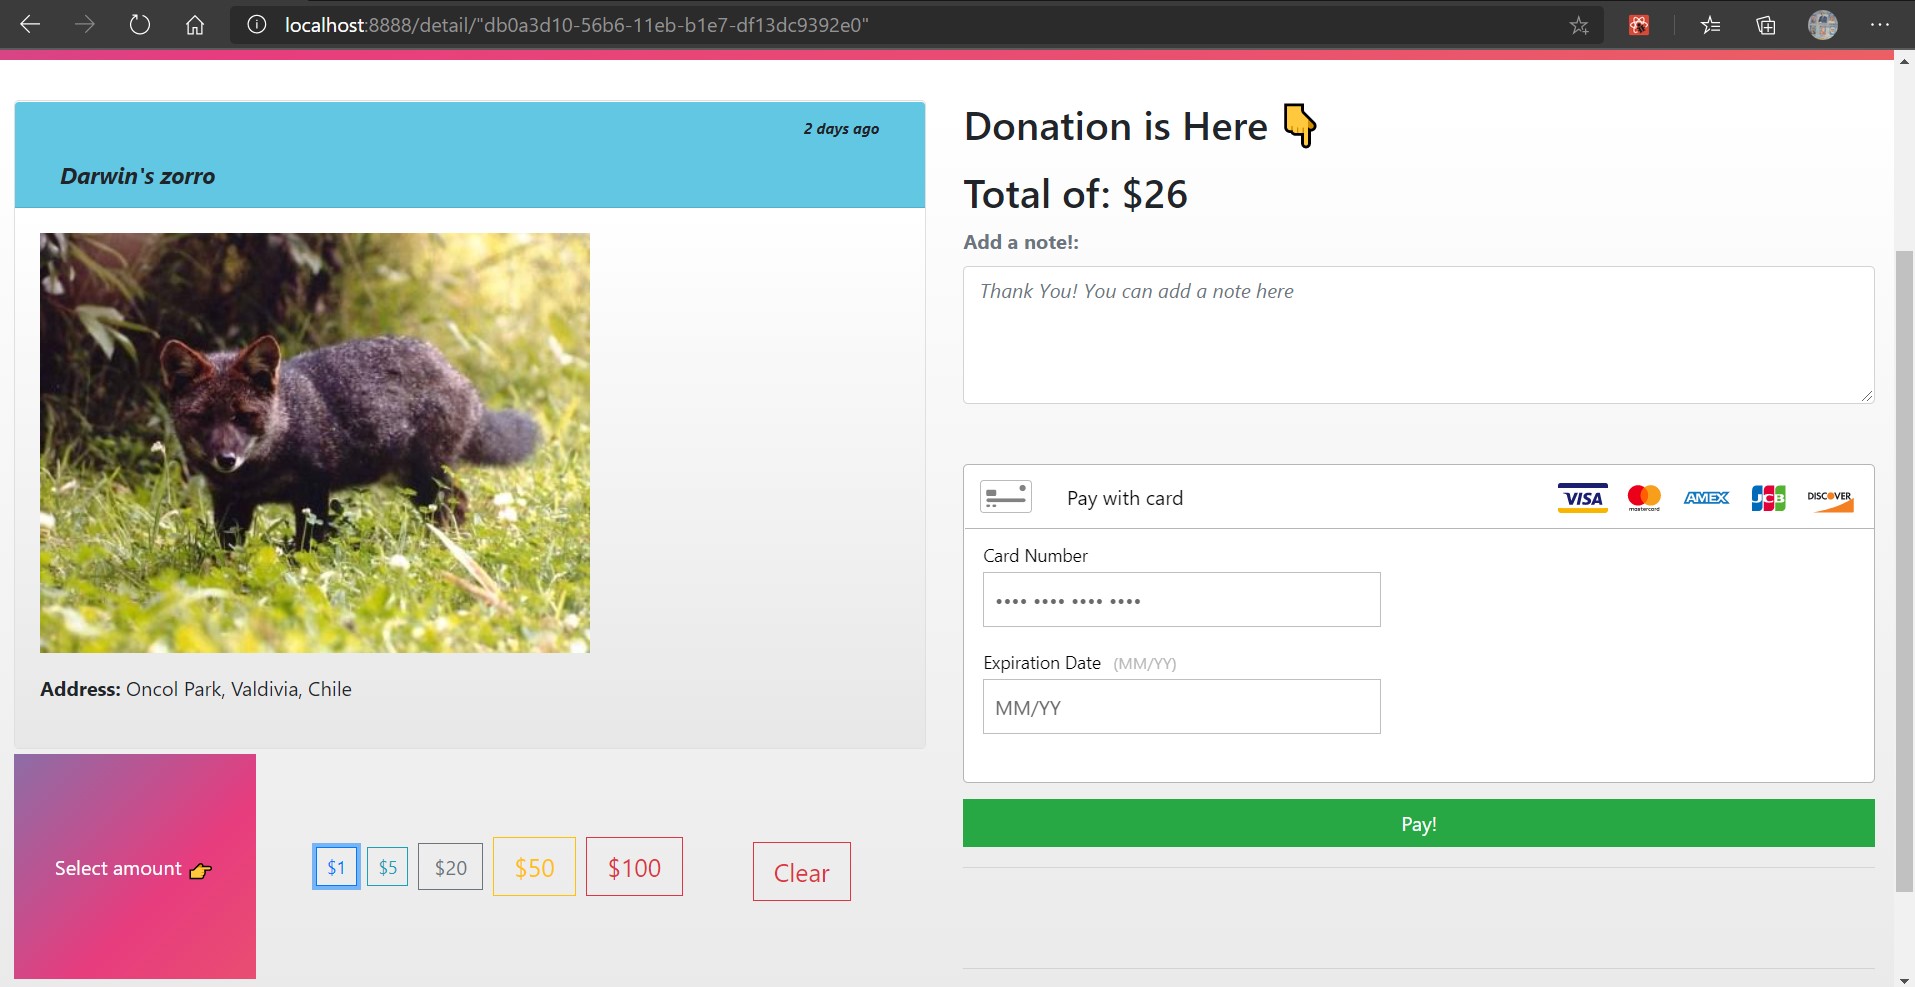 localhost:8888/detail/"db0a3d10-56b6-11eb-b1e7-df13dc9392e0"
2 days ago
Darwin's zorro
Address: Oncol Park, Valdivia, Chile
Select amount 👉
$1 $5 $20 $50 $100 Clear
Donation is Here 👇
Total of: $26
Add a note!:
Thank You! You can add a note here
Pay with card
VISA mastercard AMEX JCB DISCOVER
Card Number
•••• •••• •••• ••••
Expiration Date (MM/YY)
MM/YY
Pay!